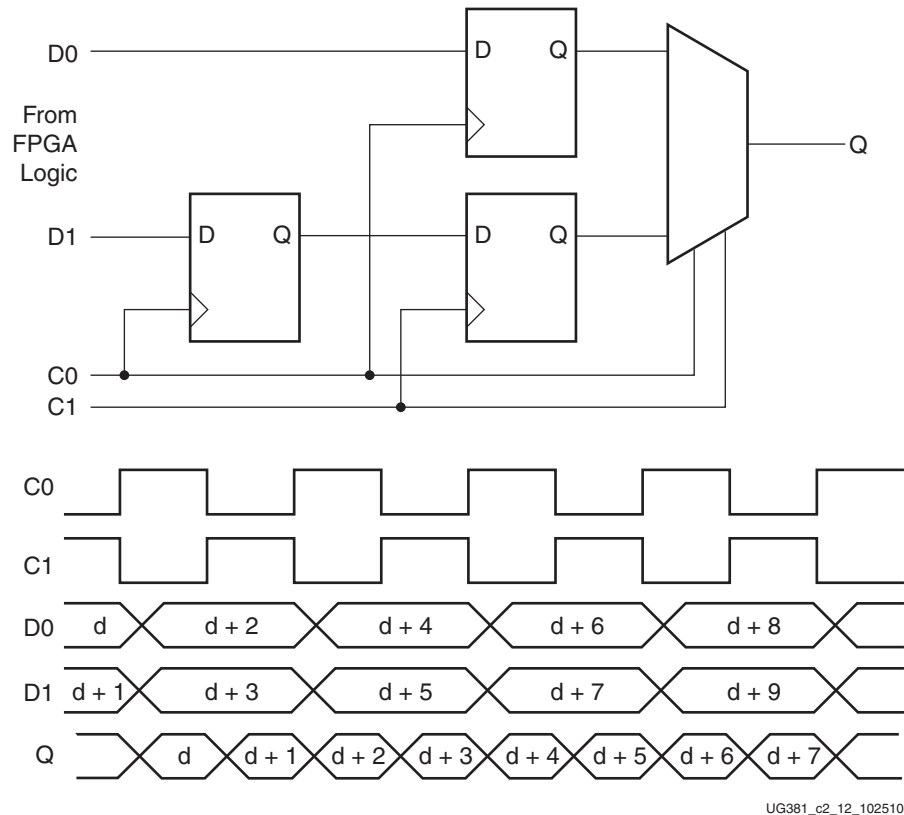 D0
D Q
From
FPGA
Logic
Q
D1
D Q
D Q
C0
C1
C0
C1
D0 d d + 2 d + 4 d + 6 d + 8
D1 d + 1 d + 3 d + 5 d + 7 d + 9
Q d d + 1 d + 2 d + 3 d + 4 d + 5 d + 6 d + 7
UG381_c2_12_102510